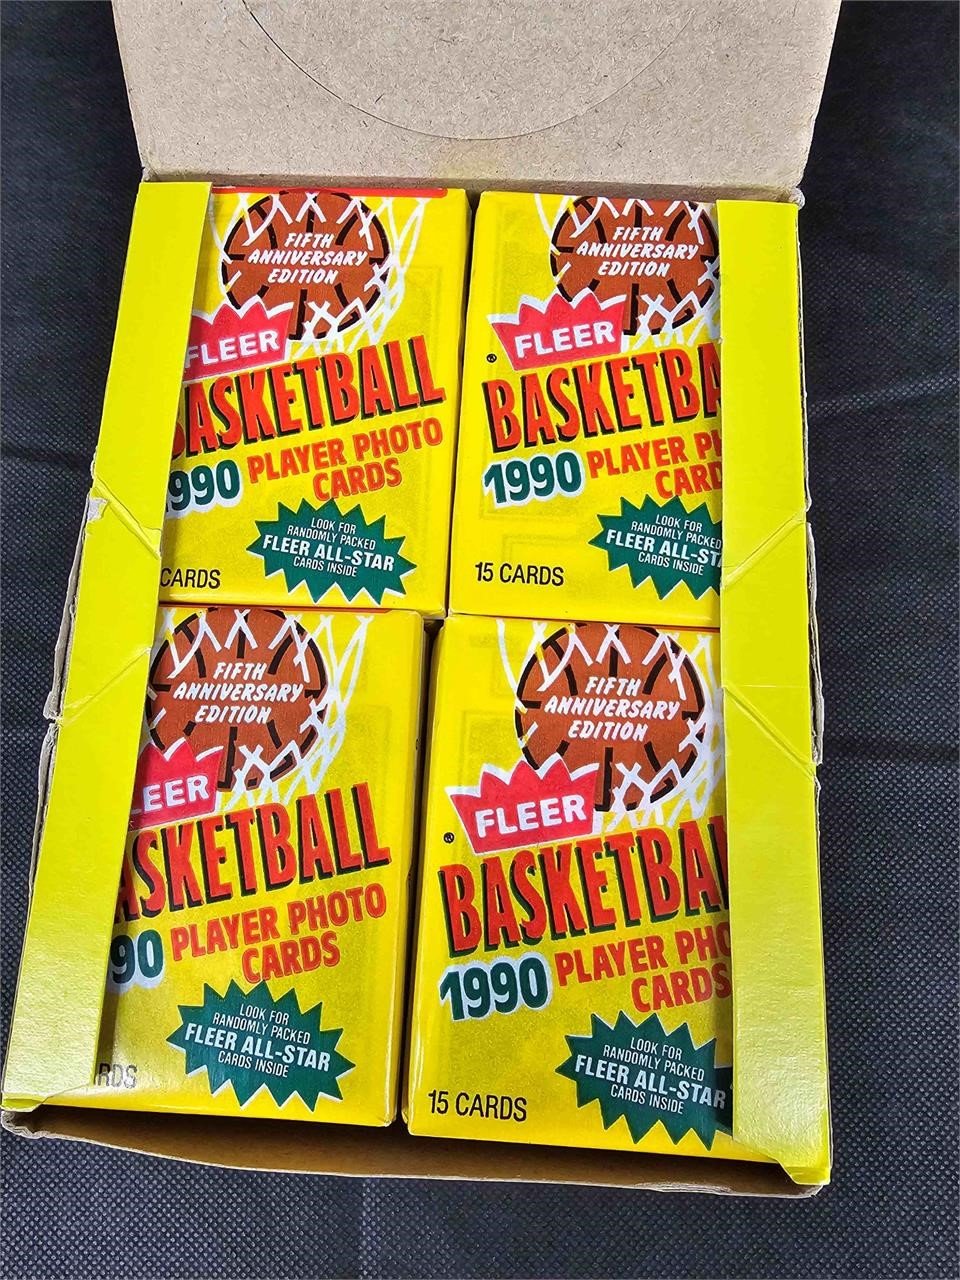 FIFTH
ANNIVERSARY
EDITION
FLEER
BASKETBALL
990 PLAYER PHOTO
CARDS
LOOK FOR
RANDOMLY PACKED
FLEER ALL-STAR
CARDS INSIDE
CARDS
FIFTH
ANNIVERSARY
EDITION
FLEER
®
BASKETBA
1990 PLAYER PH
CARD
LOOK FOR
RANDOMLY PACKED
FLEER ALL-STA
CARDS INSIDE
15 CARDS
FIFTH
ANNIVERSARY
EDITION
LEER
ASKETBALL
90 PLAYER PHOTO
CARDS
LOOK FOR
RANDOMLY PACKED
FLEER ALL-STAR
CARDS INSIDE
RDS
FIFTH
ANNIVERSARY
EDITION
FLEER
®
BASKETBAL
1990 PLAYER PHO
CARDS
LOOK FOR
RANDOMLY PACKED
FLEER ALL-STAR
CARDS INSIDE
15 CARDS